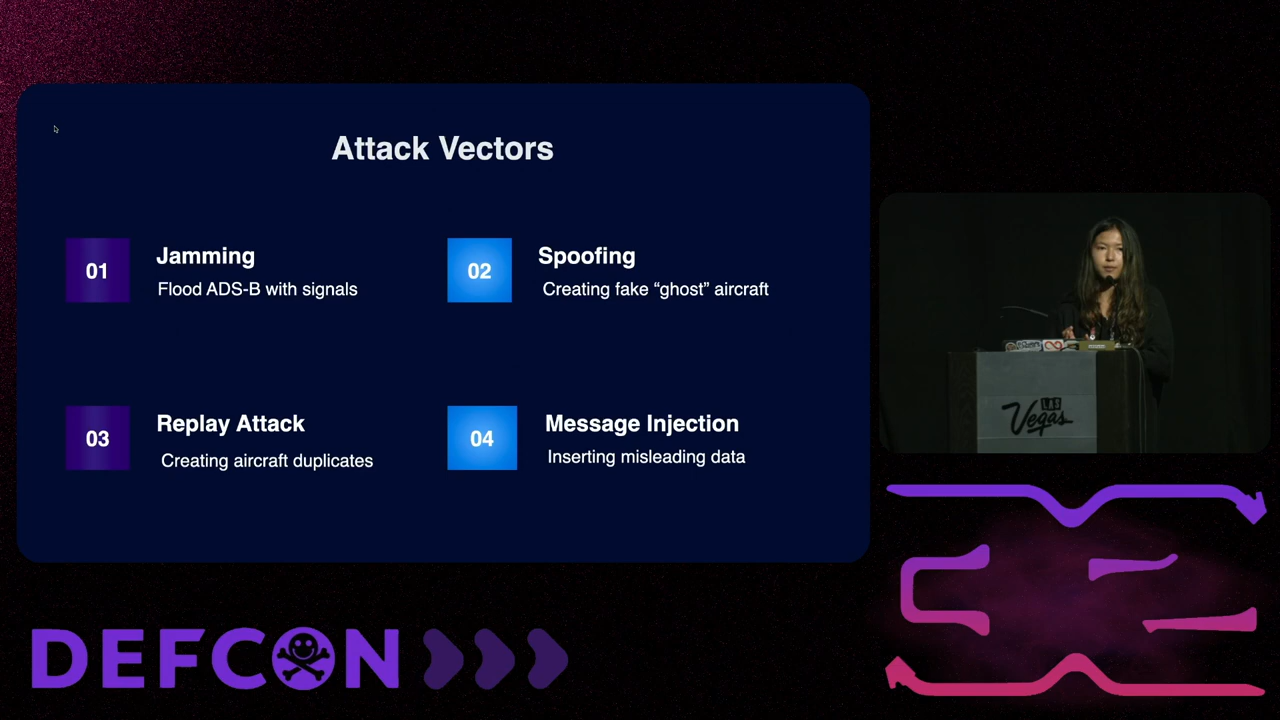 Attack Vectors
01
Jamming
Flood ADS-B with signals
02
Spoofing
Creating fake “ghost” aircraft
03
Replay Attack
Creating aircraft duplicates
04
Message Injection
Inserting misleading data
LAS
Vegas
DEFCON